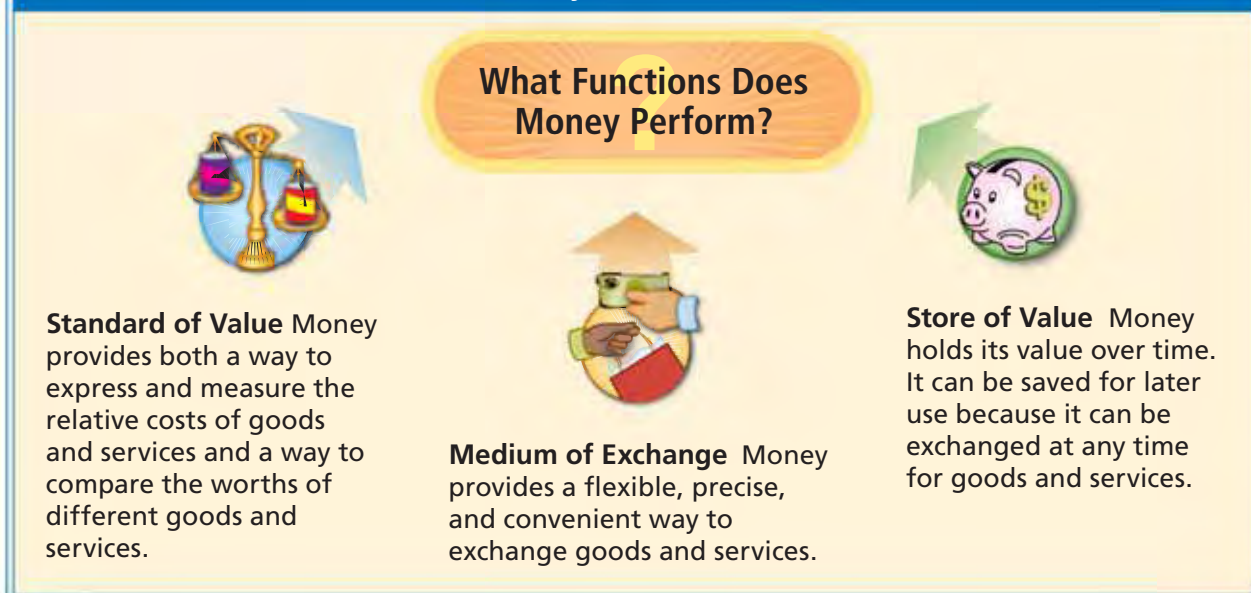 What Functions Does
Money Perform?
Standard of Value Money
provides both a way to
express and measure the
relative costs of goods
and services and a way to
compare the worths of
different goods and
services.
Medium of Exchange Money
provides a flexible, precise,
and convenient way to
exchange goods and services.
Store of Value Money
holds its value over time.
It can be saved for later
use because it can be
exchanged at any time
for goods and services.